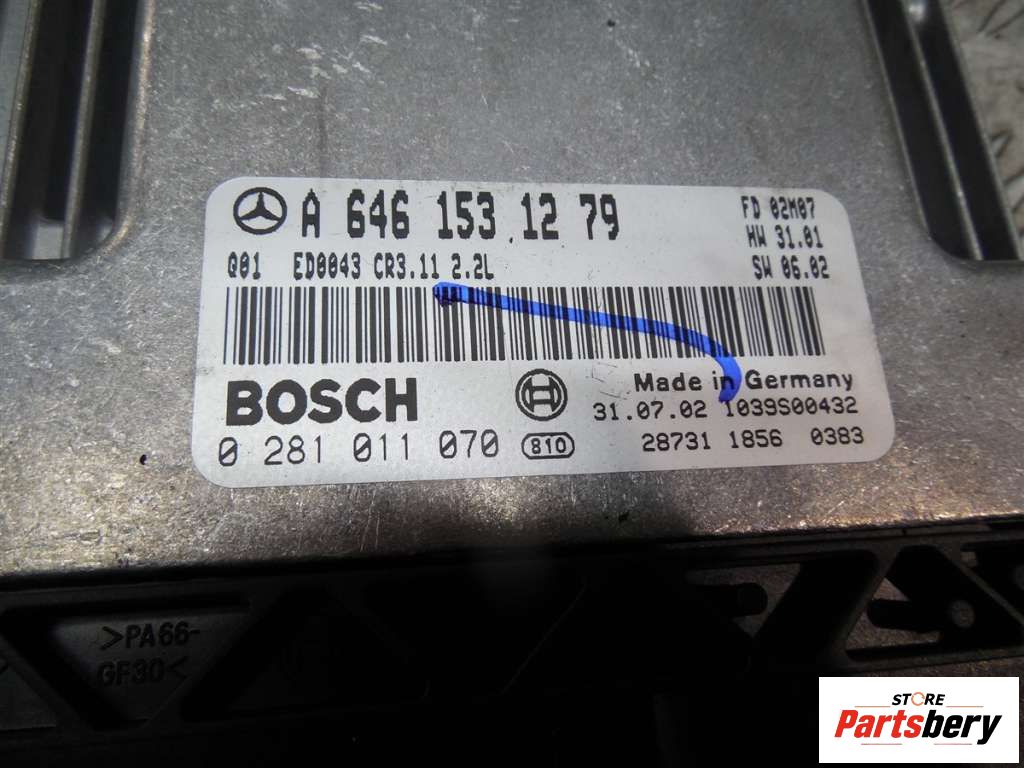 A 646 153 12 79
FD 02M07
HW 31.01
Q01 ED0043 CR3.11 2.2L
SW 06.02
BOSCH
Made in Germany
31.07.02 1039S00432
0 281 011 070 810
28731 1856 0383
>PA66-
GF30<
STORE
Partsbery